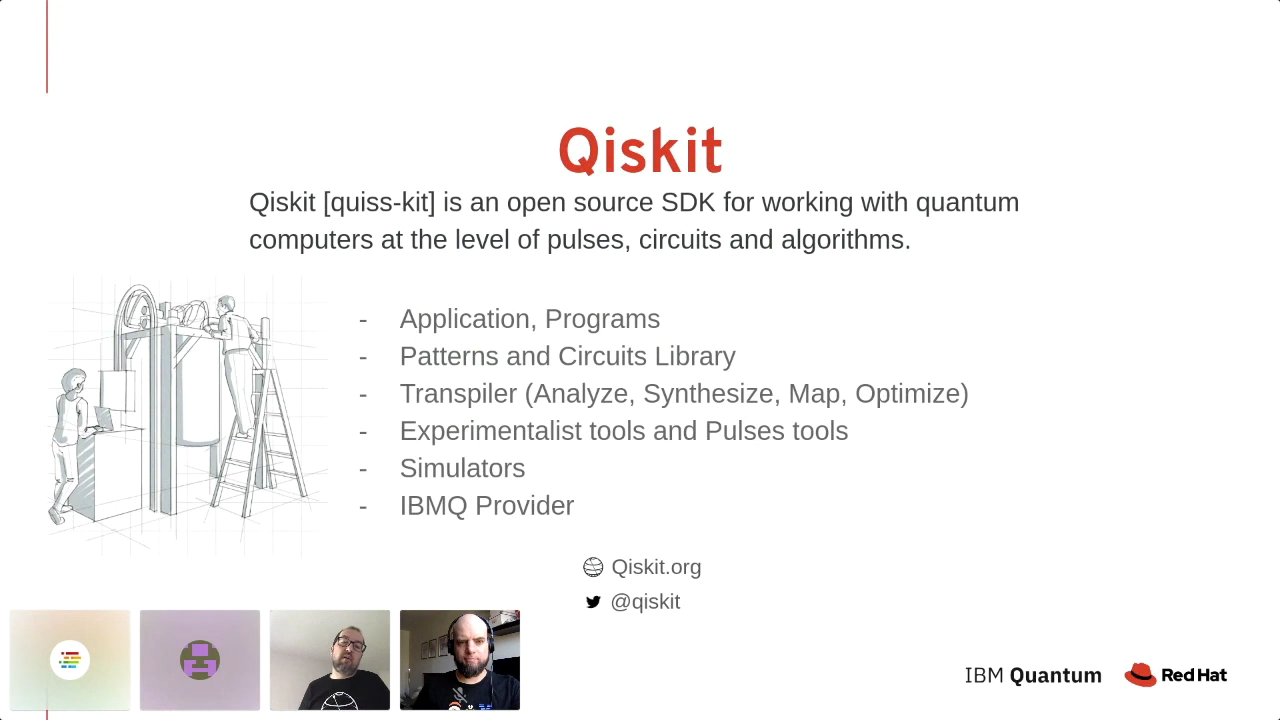 Qiskit
Qiskit [quiss-kit] is an open source SDK for working with quantum
computers at the level of pulses, circuits and algorithms.
- Application, Programs
- Patterns and Circuits Library
- Transpiler (Analyze, Synthesize, Map, Optimize)
- Experimentalist tools and Pulses tools
- Simulators
- IBMQ Provider
Qiskit.org
@qiskit
IBM Quantum
Red Hat